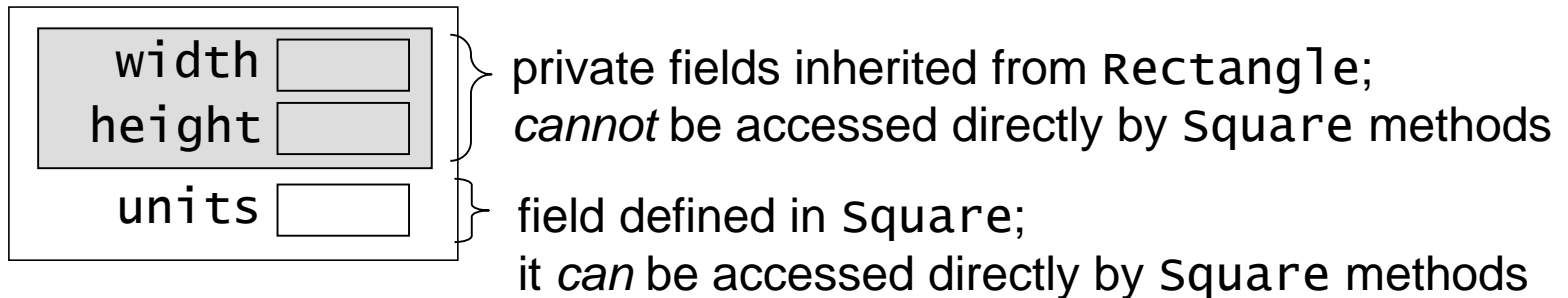 width
height
private fields inherited from Rectangle;
cannot be accessed directly by Square methods
units
field defined in Square;
it can be accessed directly by Square methods